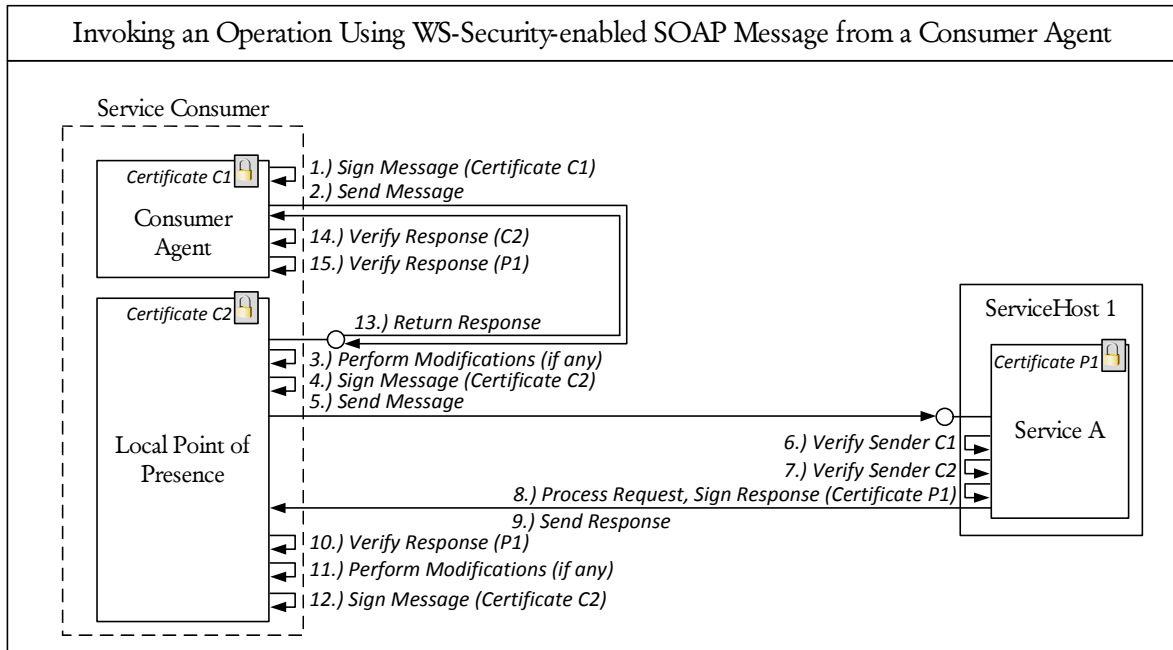 Invoking an Operation Using WS-Security-enabled SOAP Message from a Consumer Agent
Service Consumer
Certificate C1
Consumer
Agent
1.) Sign Message (Certificate C1)
2.) Send Message
14.) Verify Response (C2)
15.) Verify Response (P1)
Certificate C2
Local Point of
Presence
13.) Return Response
3.) Perform Modifications (if any)
4.) Sign Message (Certificate C2)
5.) Send Message
ServiceHost 1
Certificate P1
Service A
6.) Verify Sender C1
7.) Verify Sender C2
8.) Process Request, Sign Response (Certificate P1)
9.) Send Response
10.) Verify Response (P1)
11.) Perform Modifications (if any)
12.) Sign Message (Certificate C2)